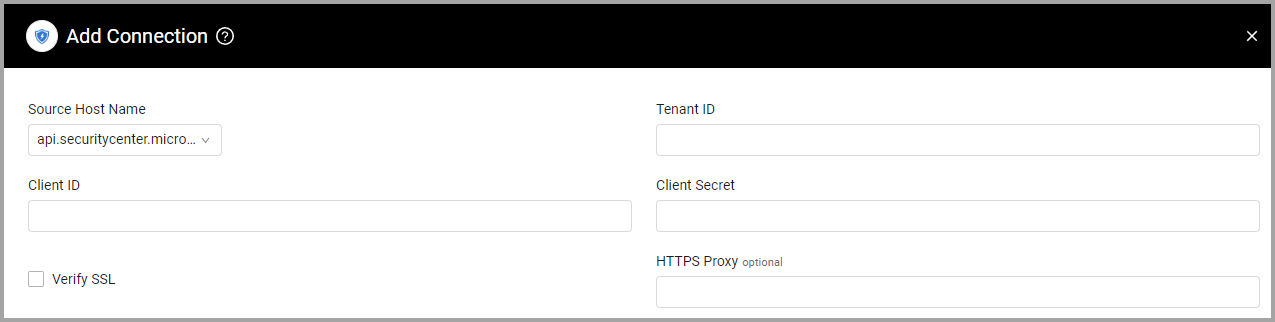 Add Connection ?
Source Host Name
api.securitycenter.micro...
Tenant ID
Client ID
Client Secret
Verify SSL
HTTPS Proxy optional